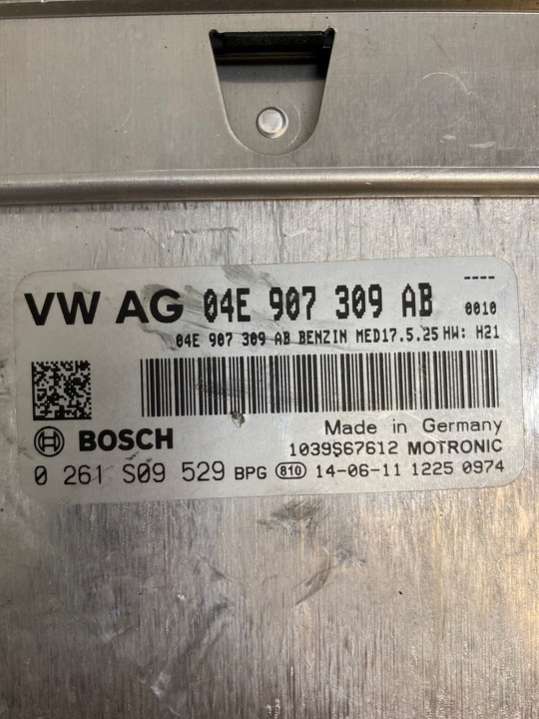 ----
VW AG 04E 907 309 AB 0010
04E 907 309 AB BENZIN MED17.5.25 HW: H21
Made in Germany
BOSCH 1039S67612 MOTRONIC
0 261 S09 529 BPG 810 14-06-11 1225 0974